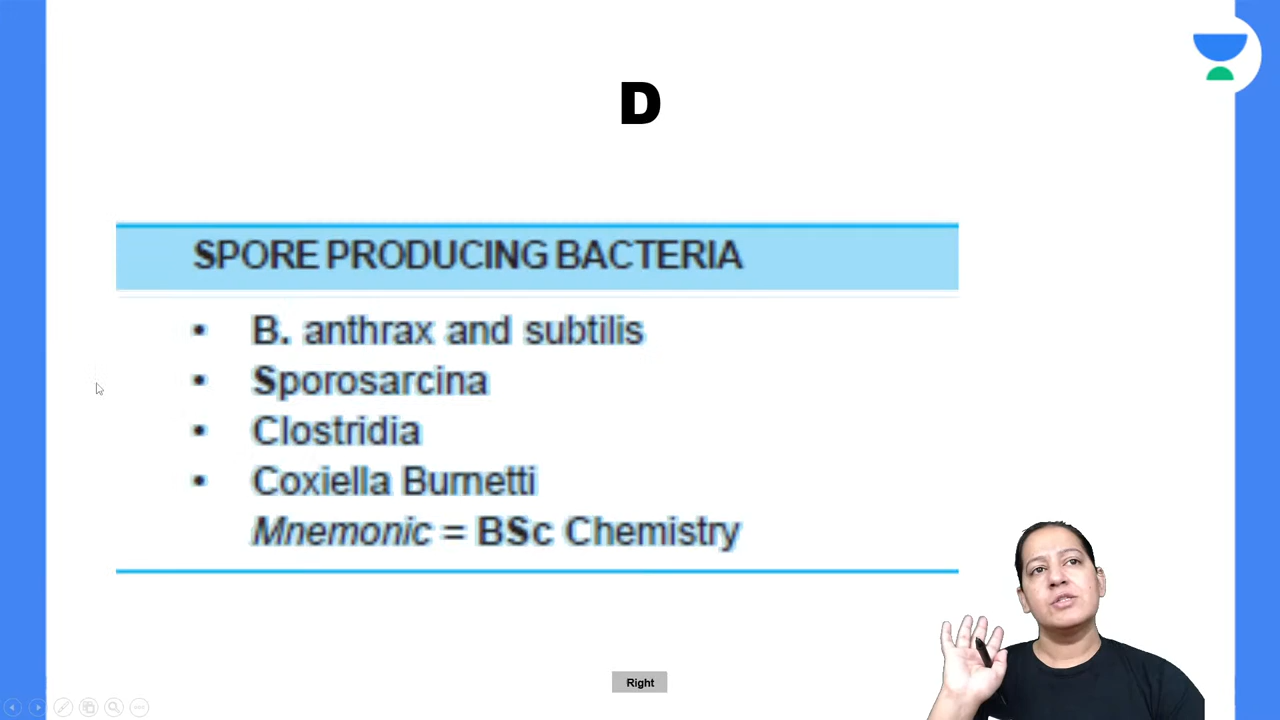 D
SPORE PRODUCING BACTERIA
• B. anthrax and subtilis
• Sporosarcina
• Clostridia
• Coxiella Burnetti
Mnemonic = BSc Chemistry
Right